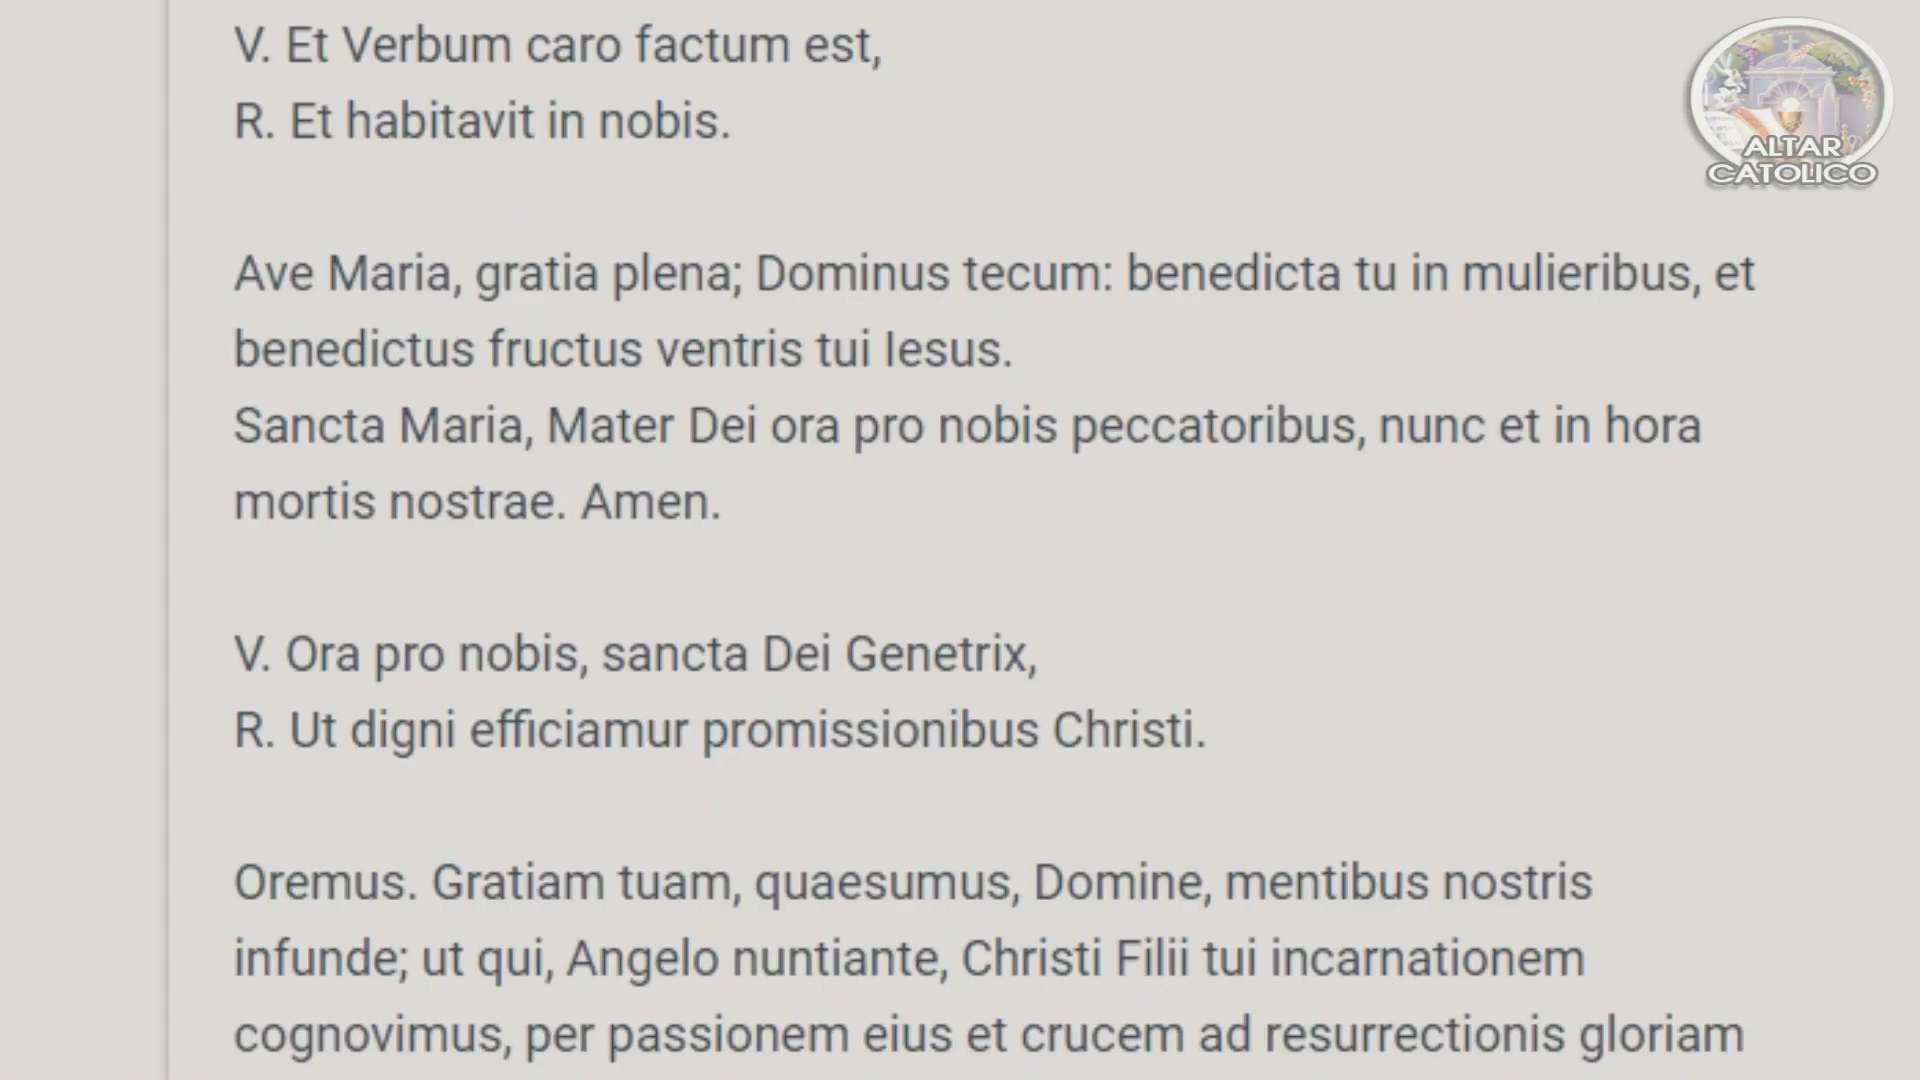 V. Et Verbum caro factum est,
R. Et habitavit in nobis.
Ave Maria, gratia plena; Dominus tecum: benedicta tu in mulieribus, et
benedictus fructus ventris tui Iesus.
Sancta Maria, Mater Dei ora pro nobis peccatoribus, nunc et in hora
mortis nostrae. Amen.
V. Ora pro nobis, sancta Dei Genetrix,
R. Ut digni efficiamur promissionibus Christi.
Oremus. Gratiam tuam, quaesumus, Domine, mentibus nostris
infunde; ut qui, Angelo nuntiante, Christi Filii tui incarnationem
cognovimus, per passionem eius et crucem ad resurrectionis gloriam
ALTAR
CATOLICO